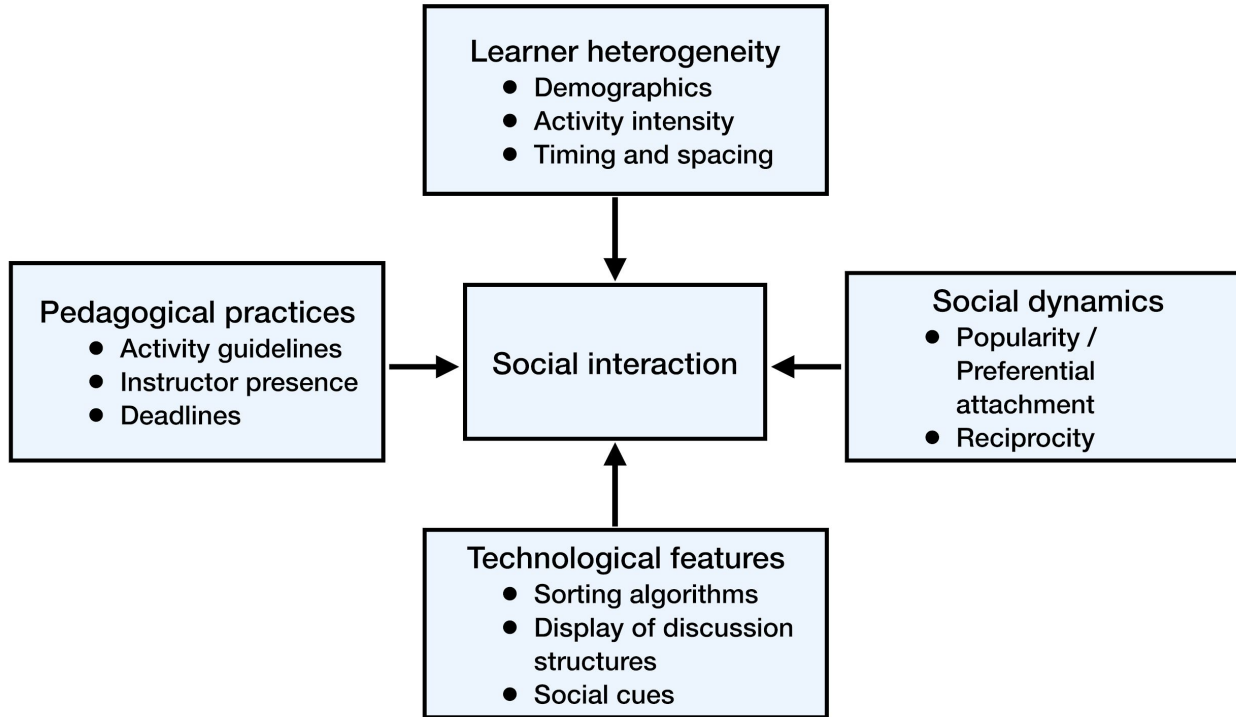 Learner heterogeneity
● Demographics
● Activity intensity
● Timing and spacing
Pedagogical practices
● Activity guidelines
● Instructor presence
● Deadlines
Social interaction
Social dynamics
● Popularity /
Preferential
attachment
● Reciprocity
Technological features
● Sorting algorithms
● Display of discussion
structures
● Social cues